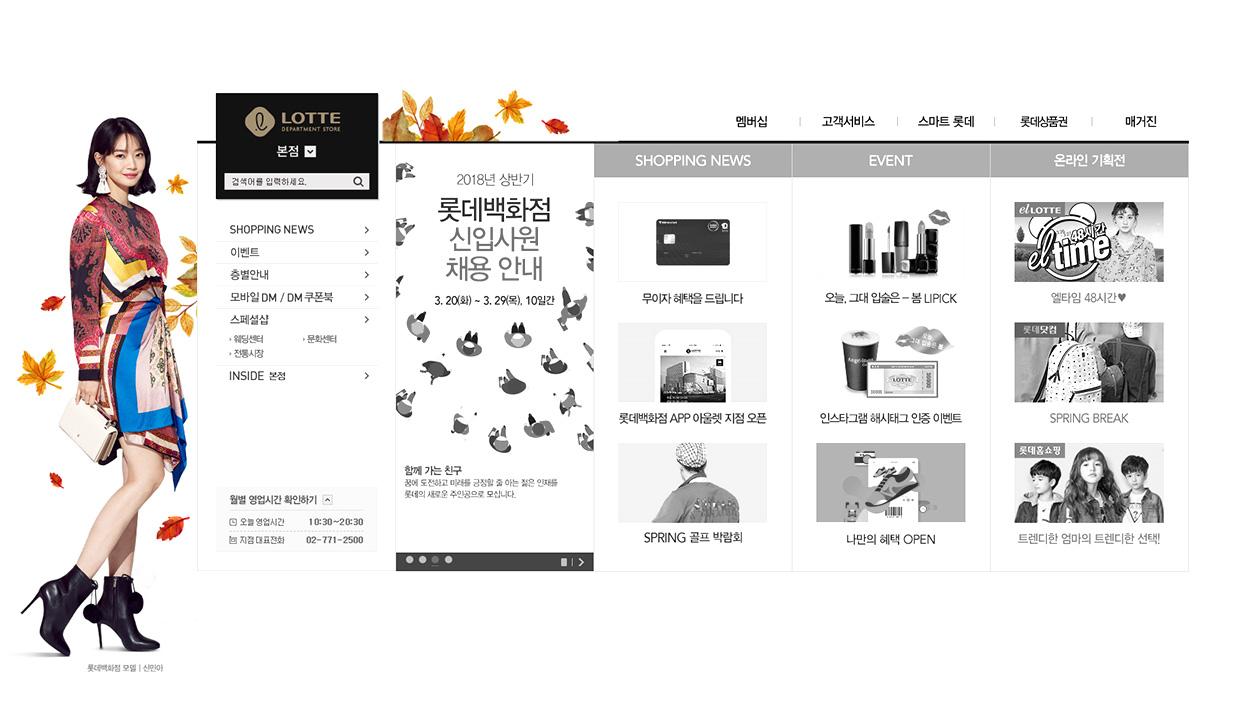 LOTTE
DEPARTMENT STORE
본점
검색어를 입력하세요.
SHOPPING NEWS
이벤트
층별안내
모바일 DM / DM 쿠폰북
스페셜샵
웨딩센터
문화센터
전통시장
INSIDE 본점
월별 영업시간 확인하기
오늘 영업시간 10:30~20:30
지점 대표전화 02-771-2500
롯데백화점 모델 | 신민아
멤버십 | 고객서비스 | 스마트 롯데 | 롯데상품권 | 매거진
2018년 상반기
롯데백화점
신입사원
채용 안내
3. 20(화) ~ 3. 29(목), 10일간
함께 가는 친구
꿈에 도전하고 미래를 긍정할 줄 아는 젊은 인재를
롯데의 새로운 주인공으로 모십니다.
SHOPPING NEWS
무이자 혜택을 드립니다
롯데백화점 APP 아울렛 지점 오픈
SPRING 골프 박람회
EVENT
오늘, 그대 입술은 – 봄 LIPICK
오늘,
그대 입술은 봄
LOTTE
인스타그램 해시태그 인증 이벤트
나만의 혜택 OPEN
온라인 기획전
el LOTTE
48시간
el time
엘타임 48시간♥
롯데닷컴
SPRING BREAK
롯데홈쇼핑
트렌디한 엄마의 트렌디한 선택!